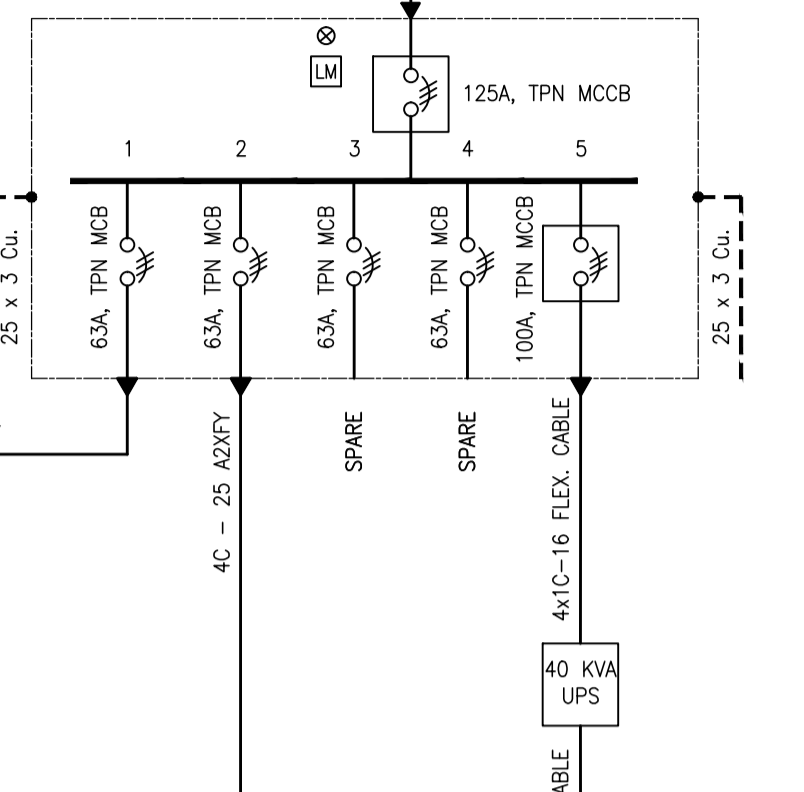 LM
125A, TPN MCCB
1
2
3
4
5
63A, TPN MCB
63A, TPN MCB
63A, TPN MCB
63A, TPN MCB
100A, TPN MCCB
25 x 3 Cu.
25 x 3 Cu.
4C - 25 A2XFY
SPARE
SPARE
4x1C-16 FLEX. CABLE
40 KVA
UPS